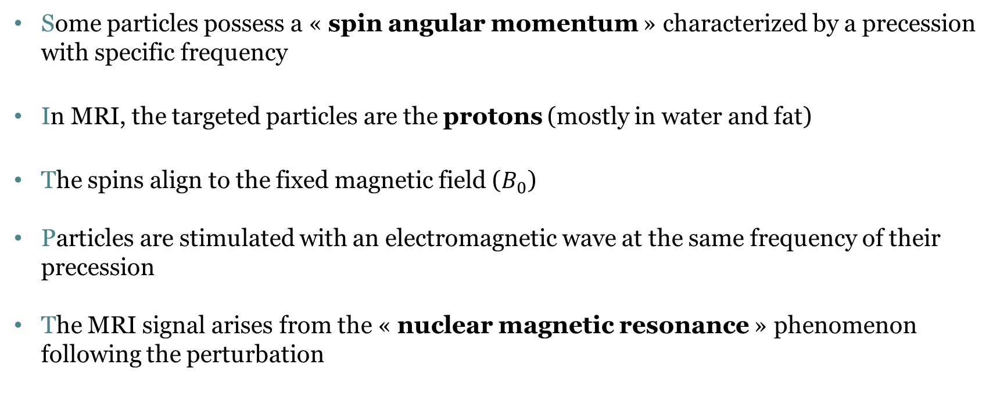 • Some particles possess a « spin angular momentum » characterized by a precession
with specific frequency
• In MRI, the targeted particles are the protons (mostly in water and fat)
• The spins align to the fixed magnetic field (𝐵₀)
• Particles are stimulated with an electromagnetic wave at the same frequency of their
precession
• The MRI signal arises from the « nuclear magnetic resonance » phenomenon
following the perturbation